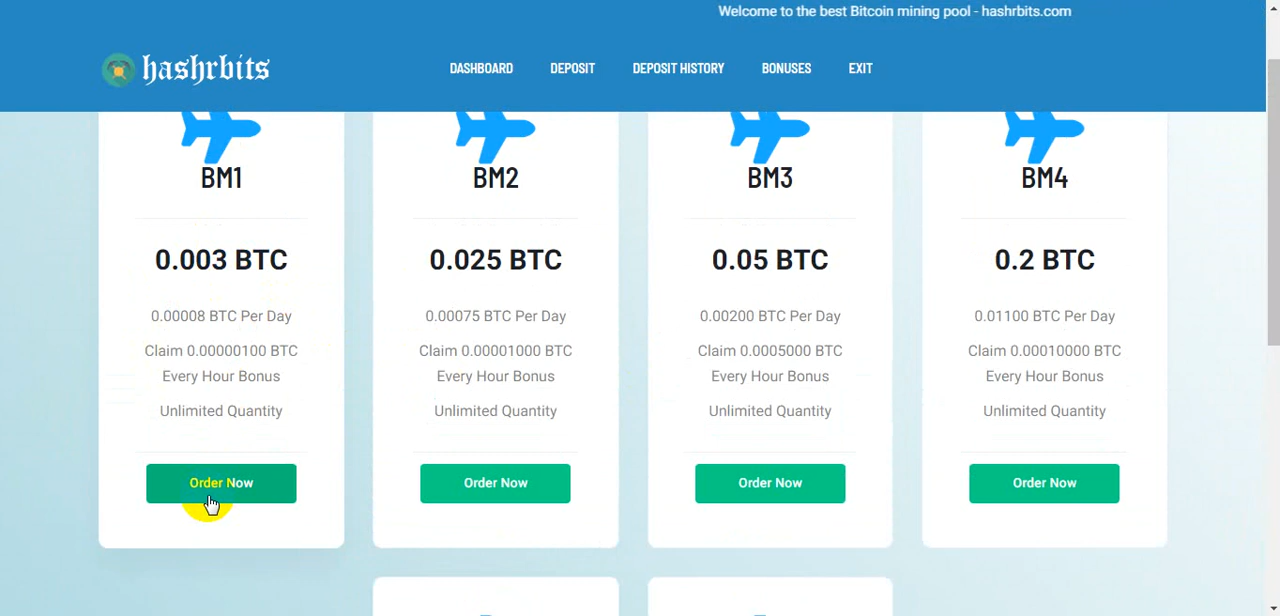 Welcome to the best Bitcoin mining pool - hashrbits.com
hashrbits
DASHBOARD
DEPOSIT
DEPOSIT HISTORY
BONUSES
EXIT
BM1
0.003 BTC
0.00008 BTC Per Day
Claim 0.00000100 BTC
Every Hour Bonus
Unlimited Quantity
Order Now
BM2
0.025 BTC
0.00075 BTC Per Day
Claim 0.00001000 BTC
Every Hour Bonus
Unlimited Quantity
Order Now
BM3
0.05 BTC
0.00200 BTC Per Day
Claim 0.0005000 BTC
Every Hour Bonus
Unlimited Quantity
Order Now
BM4
0.2 BTC
0.01100 BTC Per Day
Claim 0.00010000 BTC
Every Hour Bonus
Unlimited Quantity
Order Now